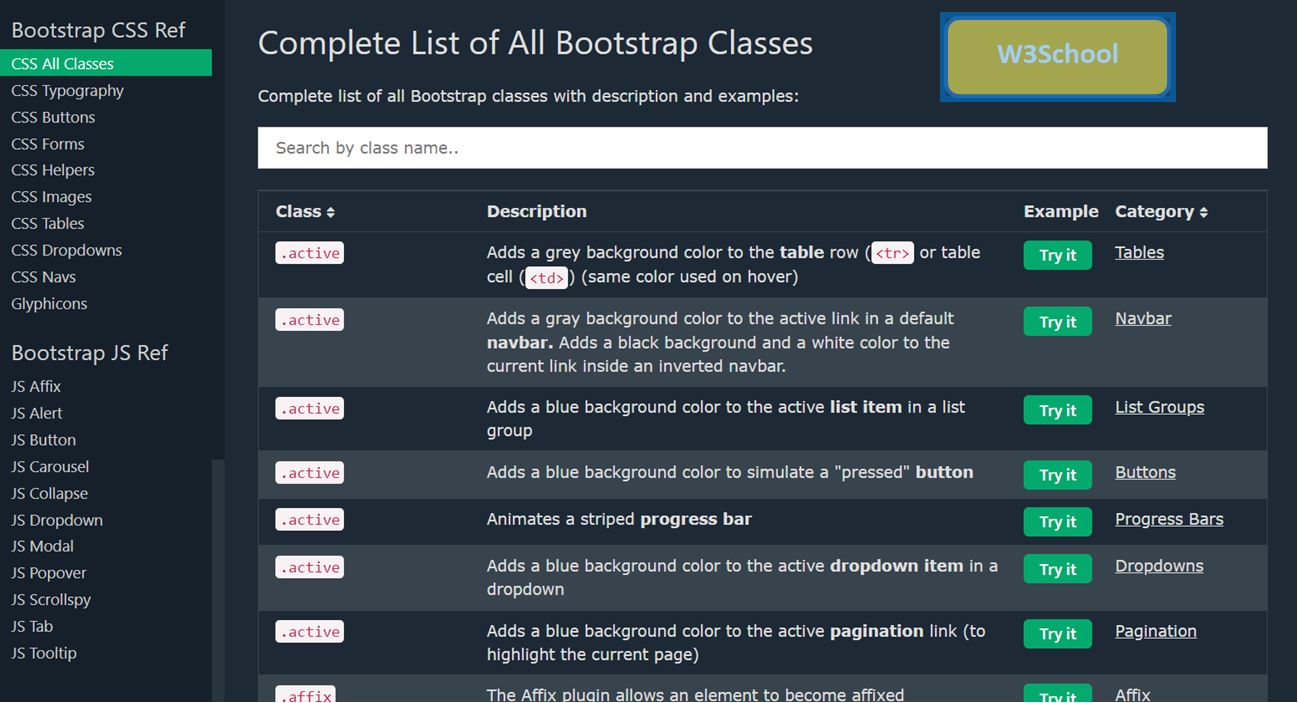 Bootstrap CSS Ref
CSS All Classes
CSS Typography
CSS Buttons
CSS Forms
CSS Helpers
CSS Images
CSS Tables
CSS Dropdowns
CSS Navs
Glyphicons
Bootstrap JS Ref
JS Affix
JS Alert
JS Button
JS Carousel
JS Collapse
JS Dropdown
JS Modal
JS Popover
JS Scrollspy
JS Tab
JS Tooltip
Complete List of All Bootstrap Classes
W3School
Complete list of all Bootstrap classes with description and examples:
Search by class name..
Class Description Example Category
.active Adds a grey background color to the table row (<tr> or table Try it Tables
cell (<td>) (same color used on hover)
.active Adds a gray background color to the active link in a default Try it Navbar
navbar. Adds a black background and a white color to the
current link inside an inverted navbar.
.active Adds a blue background color to the active list item in a list Try it List Groups
group
.active Adds a blue background color to simulate a "pressed" button Try it Buttons
.active Animates a striped progress bar Try it Progress Bars
.active Adds a blue background color to the active dropdown item in a Try it Dropdowns
dropdown
.active Adds a blue background color to the active pagination link (to Try it Pagination
highlight the current page)
.affix The Affix plugin allows an element to become affixed Try it Affix